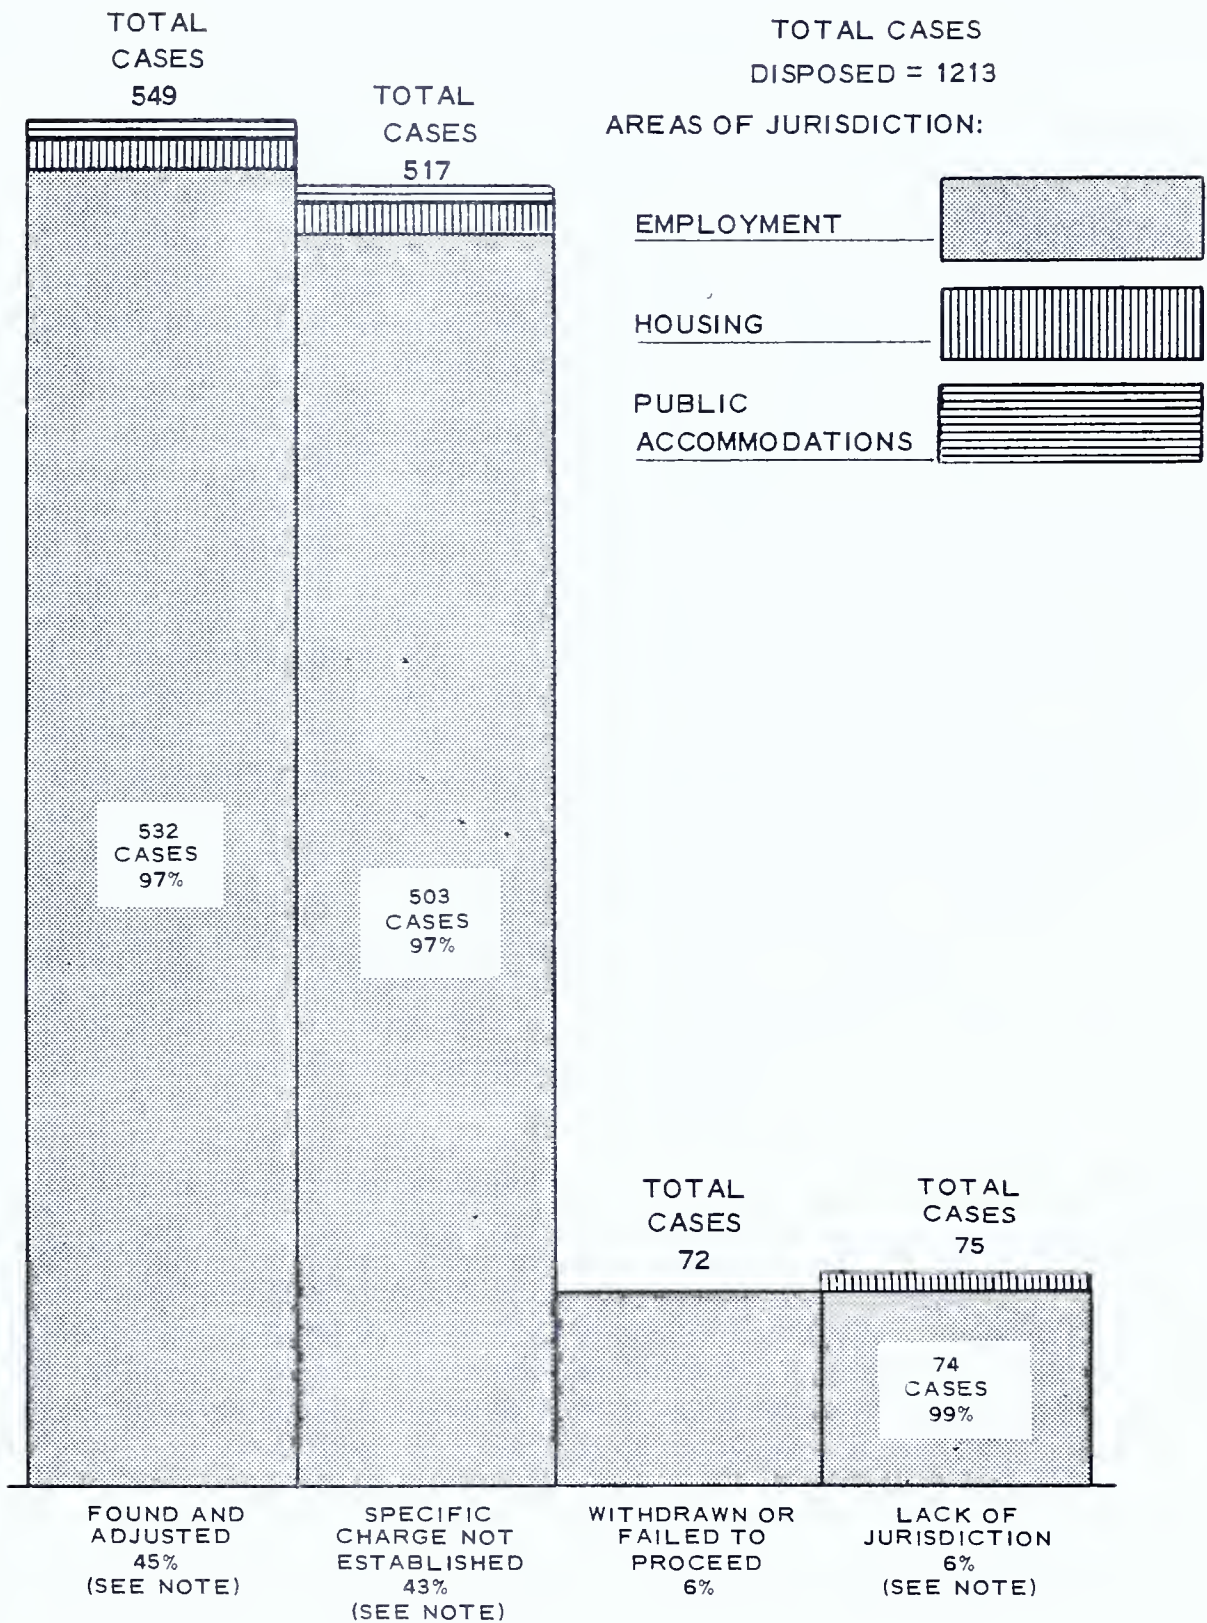 TOTAL
CASES
549
TOTAL
CASES
517
TOTAL CASES
DISPOSED = 1213
AREAS OF JURISDICTION:
EMPLOYMENT
HOUSING
PUBLIC
ACCOMMODATIONS
532
CASES
97%
503
CASES
97%
TOTAL
CASES
72
TOTAL
CASES
75
74
CASES
99%
FOUND AND
ADJUSTED
45%
(SEE NOTE)
SPECIFIC
CHARGE NOT
ESTABLISHED
43%
(SEE NOTE)
WITHDRAWN OR
FAILED TO
PROCEED
6%
LACK OF
JURISDICTION
6%
(SEE NOTE)